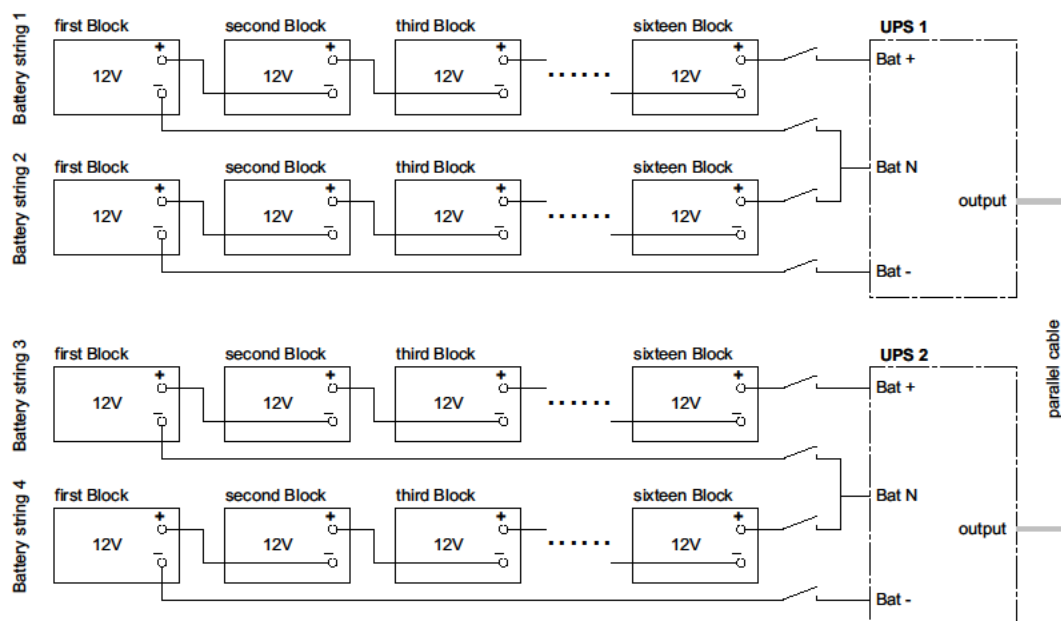 Battery string 1
first Block second Block third Block sixteen Block UPS 1
+ + + + Bat +
12V 12V 12V ...... 12V
− − − −
Battery string 2
first Block second Block third Block sixteen Block Bat N
+ + + +
12V 12V 12V ...... 12V output
− − − −
Bat -
Battery string 3
first Block second Block third Block sixteen Block UPS 2
+ + + + Bat +
12V 12V 12V ...... 12V
− − − −
parallel cable
Battery string 4
first Block second Block third Block sixteen Block Bat N
+ + + +
12V 12V 12V ...... 12V output
− − − −
Bat -